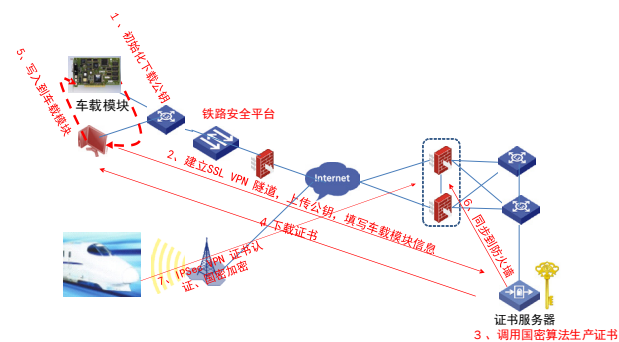 1、初始化下载公钥
5、写入到车载模块
车载模块
铁路安全平台
Internet
2、建立SSL VPN 隧道，上传公钥，填写车载模块信息
4 下载证书
6、同步到防火墙
7、IPSec VPN 证书认
证、国密加密
证书服务器
3、调用国密算法生产证书